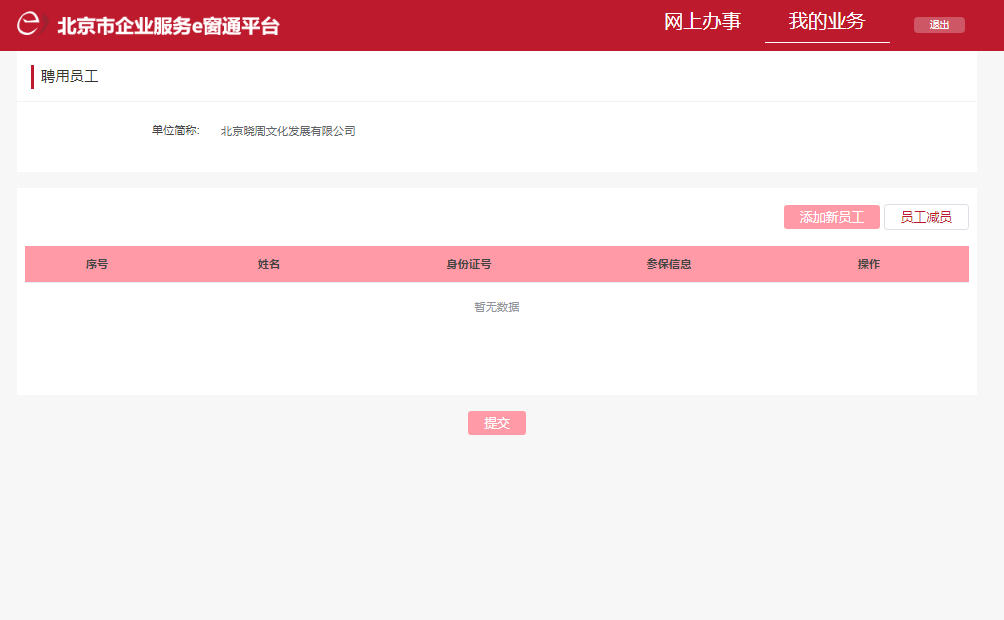 北京市企业服务e窗通平台
网上办事
我的业务
退出
聘用员工
单位简称: 北京晓周文化发展有限公司
添加新员工
员工减员
序号 姓名 身份证号 参保信息 操作
暂无数据
提交